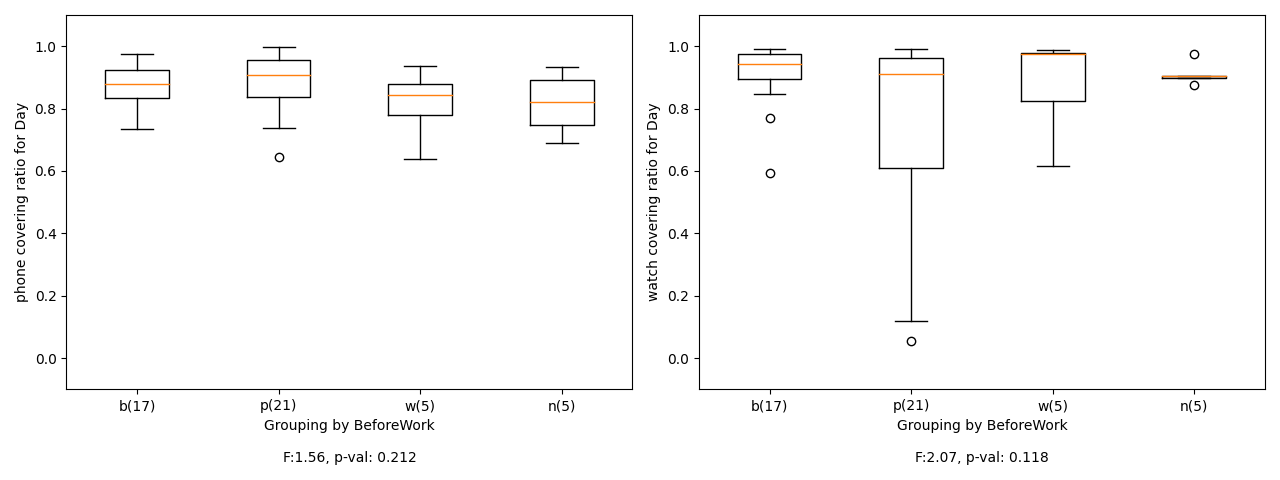 phone covering ratio for Day
1.0
0.8
0.6
0.4
0.2
0.0
b(17) p(21) w(5) n(5)
Grouping by BeforeWork
F:1.56, p-val: 0.212
watch covering ratio for Day
1.0
0.8
0.6
0.4
0.2
0.0
b(17) p(21) w(5) n(5)
Grouping by BeforeWork
F:2.07, p-val: 0.118